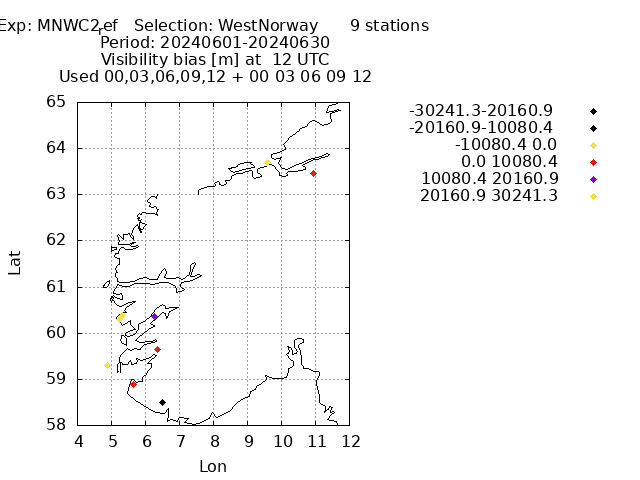 Exp: MNWC2ref Selection: WestNorway 9 stations
Period: 20240601-20240630
Visibility bias [m] at 12 UTC
Used 00,03,06,09,12 + 00 03 06 09 12
-30241.3-20160.9
-20160.9-10080.4
-10080.4 0.0
0.0 10080.4
10080.4 20160.9
20160.9 30241.3
65
64
63
62
61
60
59
58
Lat
4 5 6 7 8 9 10 11 12
Lon